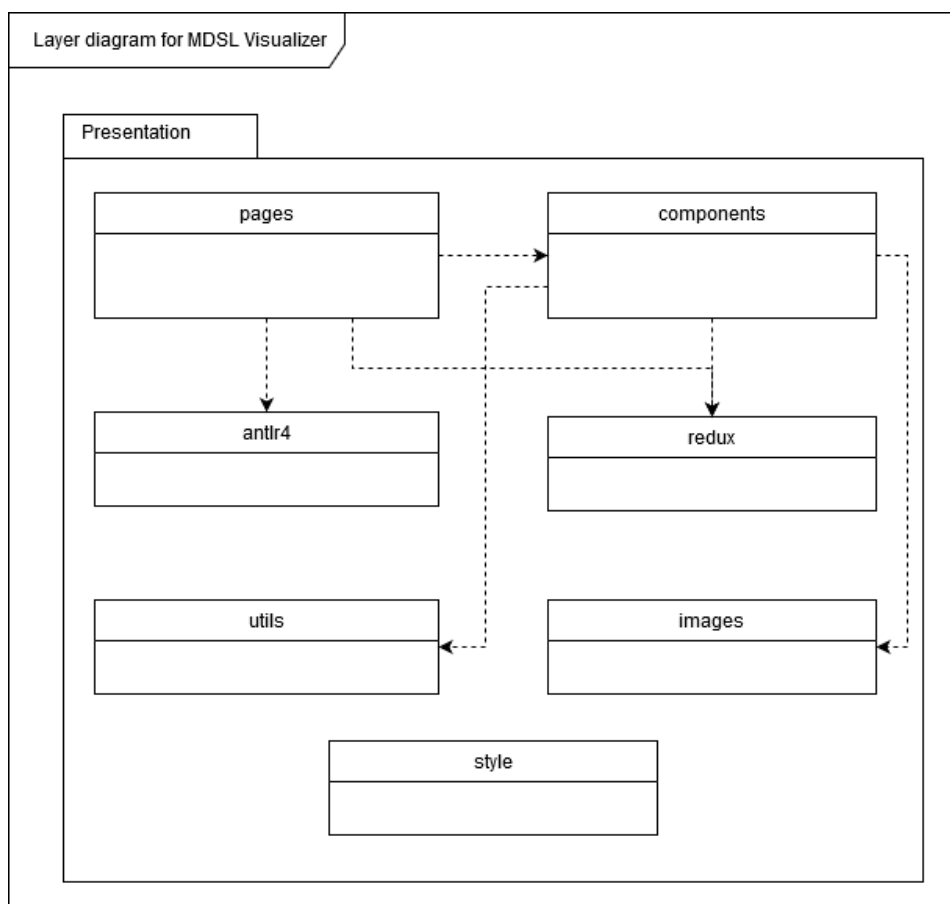 Layer diagram for MDSL Visualizer
Presentation
pages
components
antlr4
redux
utils
images
style